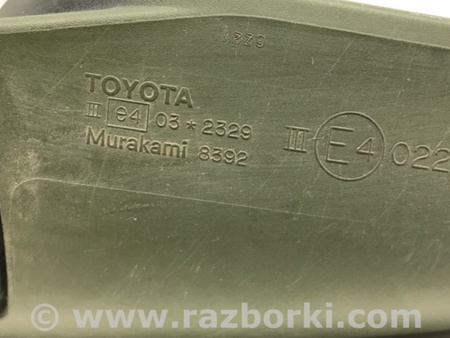 TOYOTA
III e4 03*2329
Murakami 8392
III E4 022
© www.razborki.com